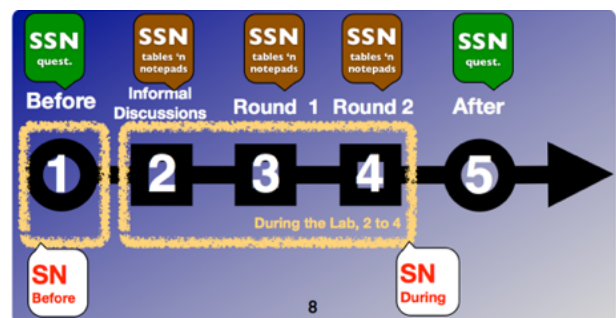 SSN
quest.
SSN
tables 'n
notepads
SSN
tables 'n
notepads
SSN
tables 'n
notepads
SSN
quest.
Before
Informal
Discussions
Round 1
Round 2
After
1
2
3
4
5
During the Lab, 2 to 4
SN
Before
SN
During
8